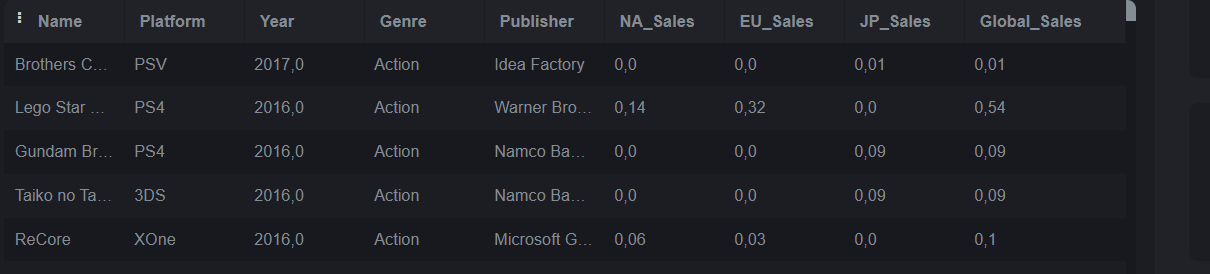 Name Platform Year Genre Publisher NA_Sales EU_Sales JP_Sales Global_Sales
Brothers C... PSV 2017,0 Action Idea Factory 0,0 0,0 0,01 0,01
Lego Star ... PS4 2016,0 Action Warner Bro... 0,14 0,32 0,0 0,54
Gundam Br... PS4 2016,0 Action Namco Ba... 0,0 0,0 0,09 0,09
Taiko no Ta... 3DS 2016,0 Action Namco Ba... 0,0 0,0 0,09 0,09
ReCore XOne 2016,0 Action Microsoft G... 0,06 0,03 0,0 0,1